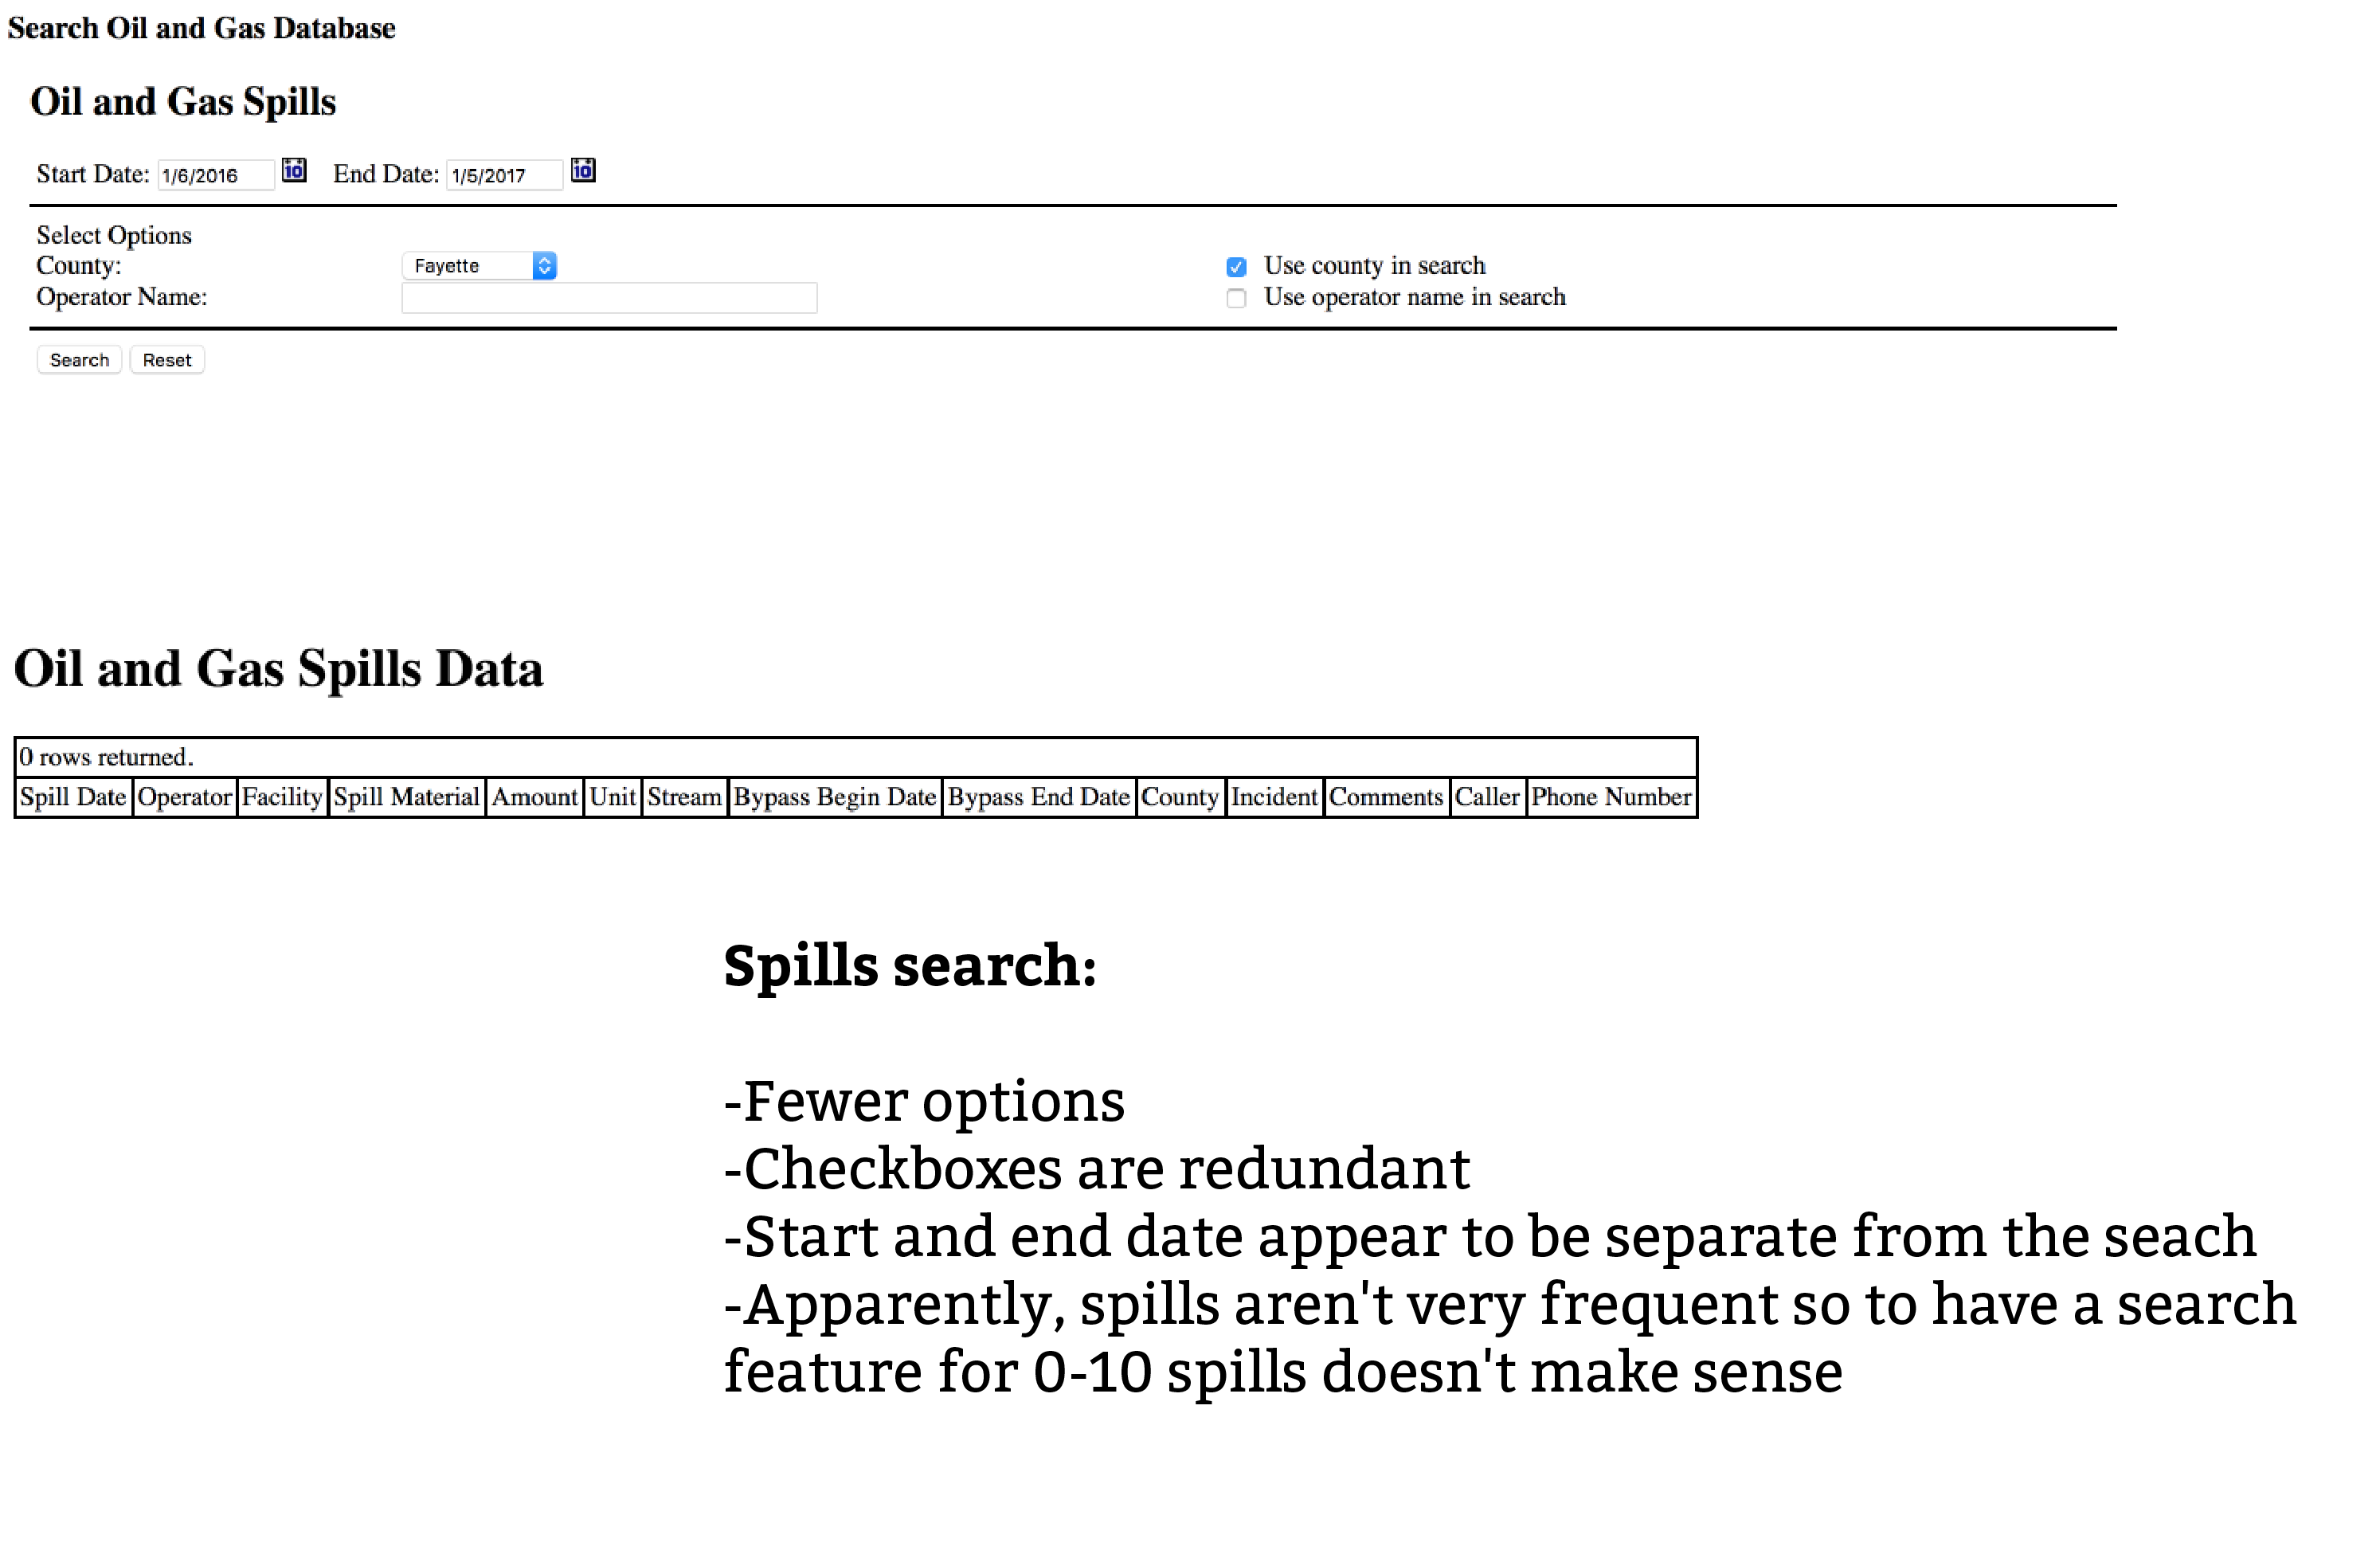 Search Oil and Gas Database
Oil and Gas Spills
Start Date: 1/6/2016 10 End Date: 1/5/2017 10
Select Options
County: Fayette Use county in search
Operator Name: Use operator name in search
Search Reset
Oil and Gas Spills Data
0 rows returned.
Spill Date Operator Facility Spill Material Amount Unit Stream Bypass Begin Date Bypass End Date County Incident Comments Caller Phone Number
Spills search:
-Fewer options
-Checkboxes are redundant
-Start and end date appear to be separate from the seach
-Apparently, spills aren't very frequent so to have a search
feature for 0-10 spills doesn't make sense